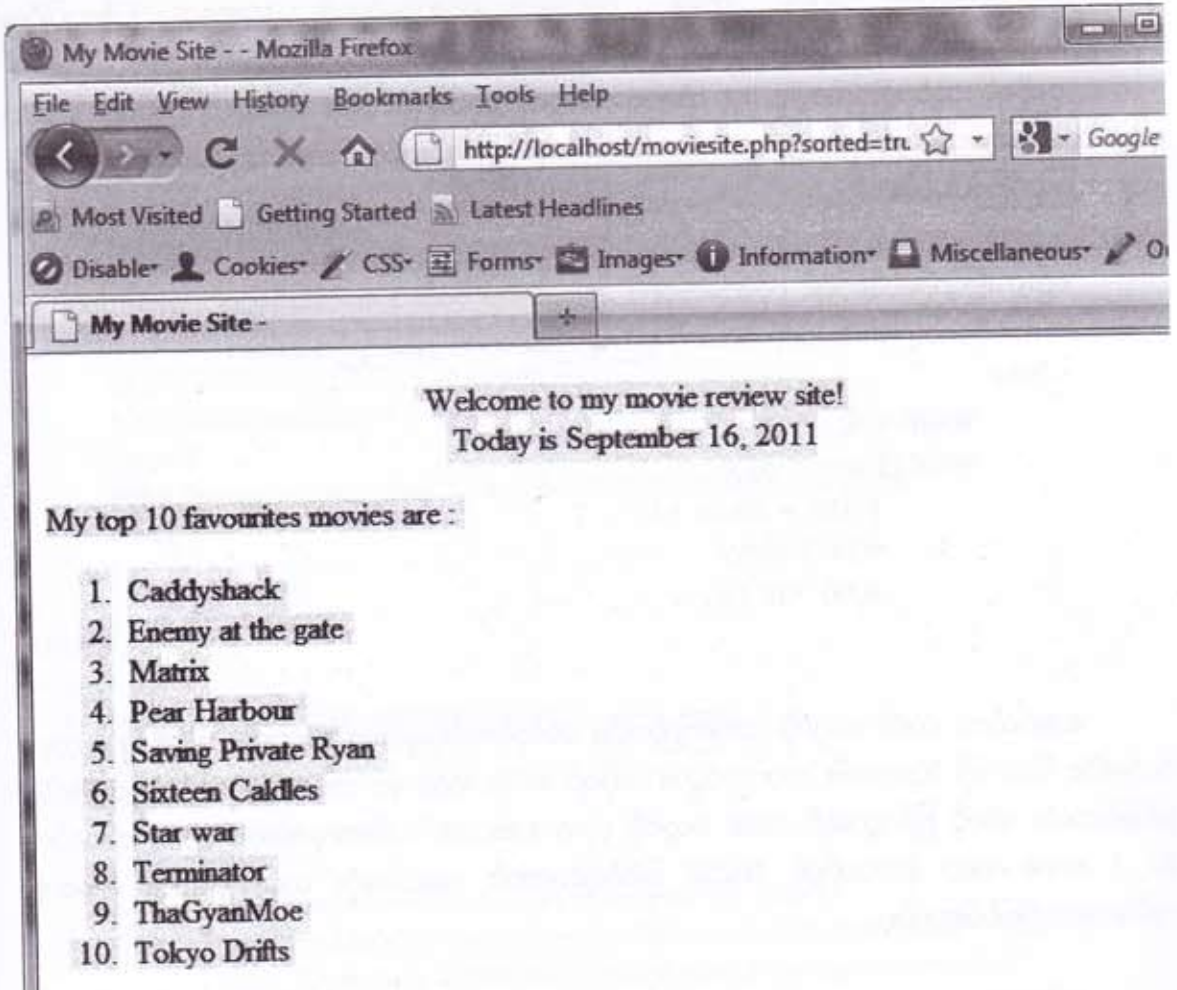 My Movie Site - - Mozilla Firefox
File Edit View History Bookmarks Tools Help
http://localhost/moviesite.php?sorted=tru Google
Most Visited Getting Started Latest Headlines
Disable Cookies CSS Forms Images Information Miscellaneous O
My Movie Site -
Welcome to my movie review site!
Today is September 16, 2011
My top 10 favourites movies are :
1. Caddyshack
2. Enemy at the gate
3. Matrix
4. Pear Harbour
5. Saving Private Ryan
6. Sixteen Caldles
7. Star war
8. Terminator
9. ThaGyanMoe
10. Tokyo Drifts